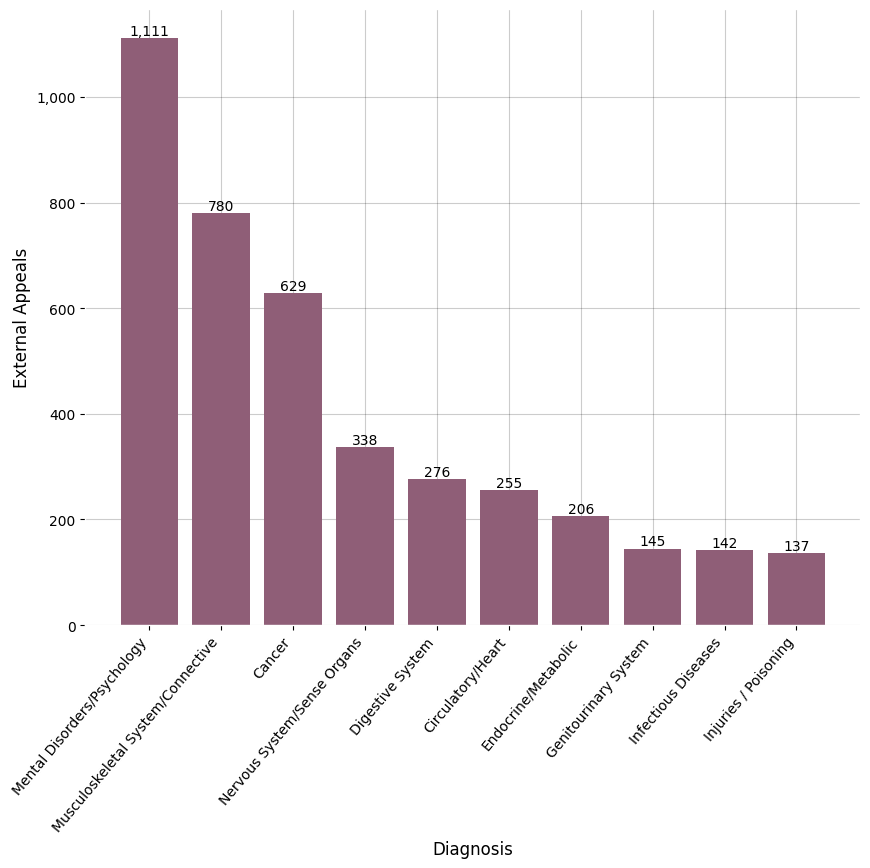 1,111
780
629
338
276
255
206
145
142
137
1,000
800
600
400
200
0
External Appeals
Mental Disorders/Psychology
Musculoskeletal System/Connective
Cancer
Nervous System/Sense Organs
Digestive System
Circulatory/Heart
Endocrine/Metabolic
Genitourinary System
Infectious Diseases
Injuries / Poisoning
Diagnosis